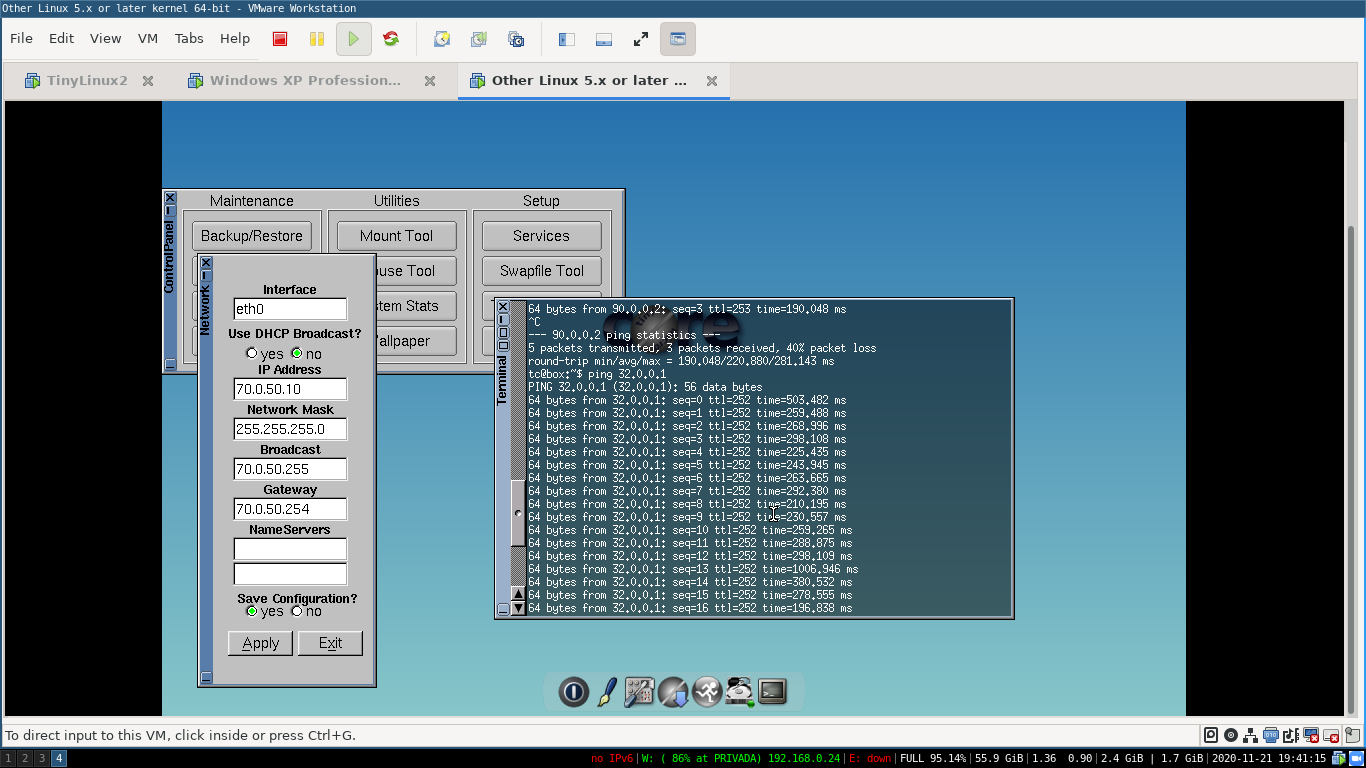 Other Linux 5.x or later kernel 64-bit - VMware Workstation
File Edit View VM Tabs Help
TinyLinux2
Windows XP Profession...
Other Linux 5.x or later ...
ControlPanel
Maintenance Utilities Setup
Backup/Restore Mount Tool Services
use Tool Swapfile Tool
stem Stats
allpaper
Network
Interface
eth0
Use DHCP Broadcast?
yes no
IP Address
70.0.50.10
Network Mask
255.255.255.0
Broadcast
70.0.50.255
Gateway
70.0.50.254
NameServers
Save Configuration?
yes no
Apply Exit
Terminal
64 bytes from 90.0.0.2: seq=3 ttl=253 time=190.048 ms
^C
--- 90.0.0.2 ping statistics ---
5 packets transmitted, 3 packets received, 40% packet loss
round-trip min/avg/max = 190.048/220.880/281.143 ms
tc@box:~$ ping 32.0.0.1
PING 32.0.0.1 (32.0.0.1): 56 data bytes
64 bytes from 32.0.0.1: seq=0 ttl=252 time=503.482 ms
64 bytes from 32.0.0.1: seq=1 ttl=252 time=259.488 ms
64 bytes from 32.0.0.1: seq=2 ttl=252 time=268.996 ms
64 bytes from 32.0.0.1: seq=3 ttl=252 time=298.108 ms
64 bytes from 32.0.0.1: seq=4 ttl=252 time=225.435 ms
64 bytes from 32.0.0.1: seq=5 ttl=252 time=243.945 ms
64 bytes from 32.0.0.1: seq=6 ttl=252 time=263.665 ms
64 bytes from 32.0.0.1: seq=7 ttl=252 time=292.380 ms
64 bytes from 32.0.0.1: seq=8 ttl=252 time=210.195 ms
64 bytes from 32.0.0.1: seq=9 ttl=252 time=230.557 ms
64 bytes from 32.0.0.1: seq=10 ttl=252 time=259.265 ms
64 bytes from 32.0.0.1: seq=11 ttl=252 time=288.875 ms
64 bytes from 32.0.0.1: seq=12 ttl=252 time=298.109 ms
64 bytes from 32.0.0.1: seq=13 ttl=252 time=1006.946 ms
64 bytes from 32.0.0.1: seq=14 ttl=252 time=380.532 ms
64 bytes from 32.0.0.1: seq=15 ttl=252 time=278.555 ms
64 bytes from 32.0.0.1: seq=16 ttl=252 time=196.838 ms
To direct input to this VM, click inside or press Ctrl+G.
1 2 3 4
no IPv6|W: ( 86% at PRIVADA) 192.168.0.24|E: down|FULL 95.14%|55.9 GiB|1.36 0.90|2.4 GiB | 1.7 GiB|2020-11-21 19:41:15